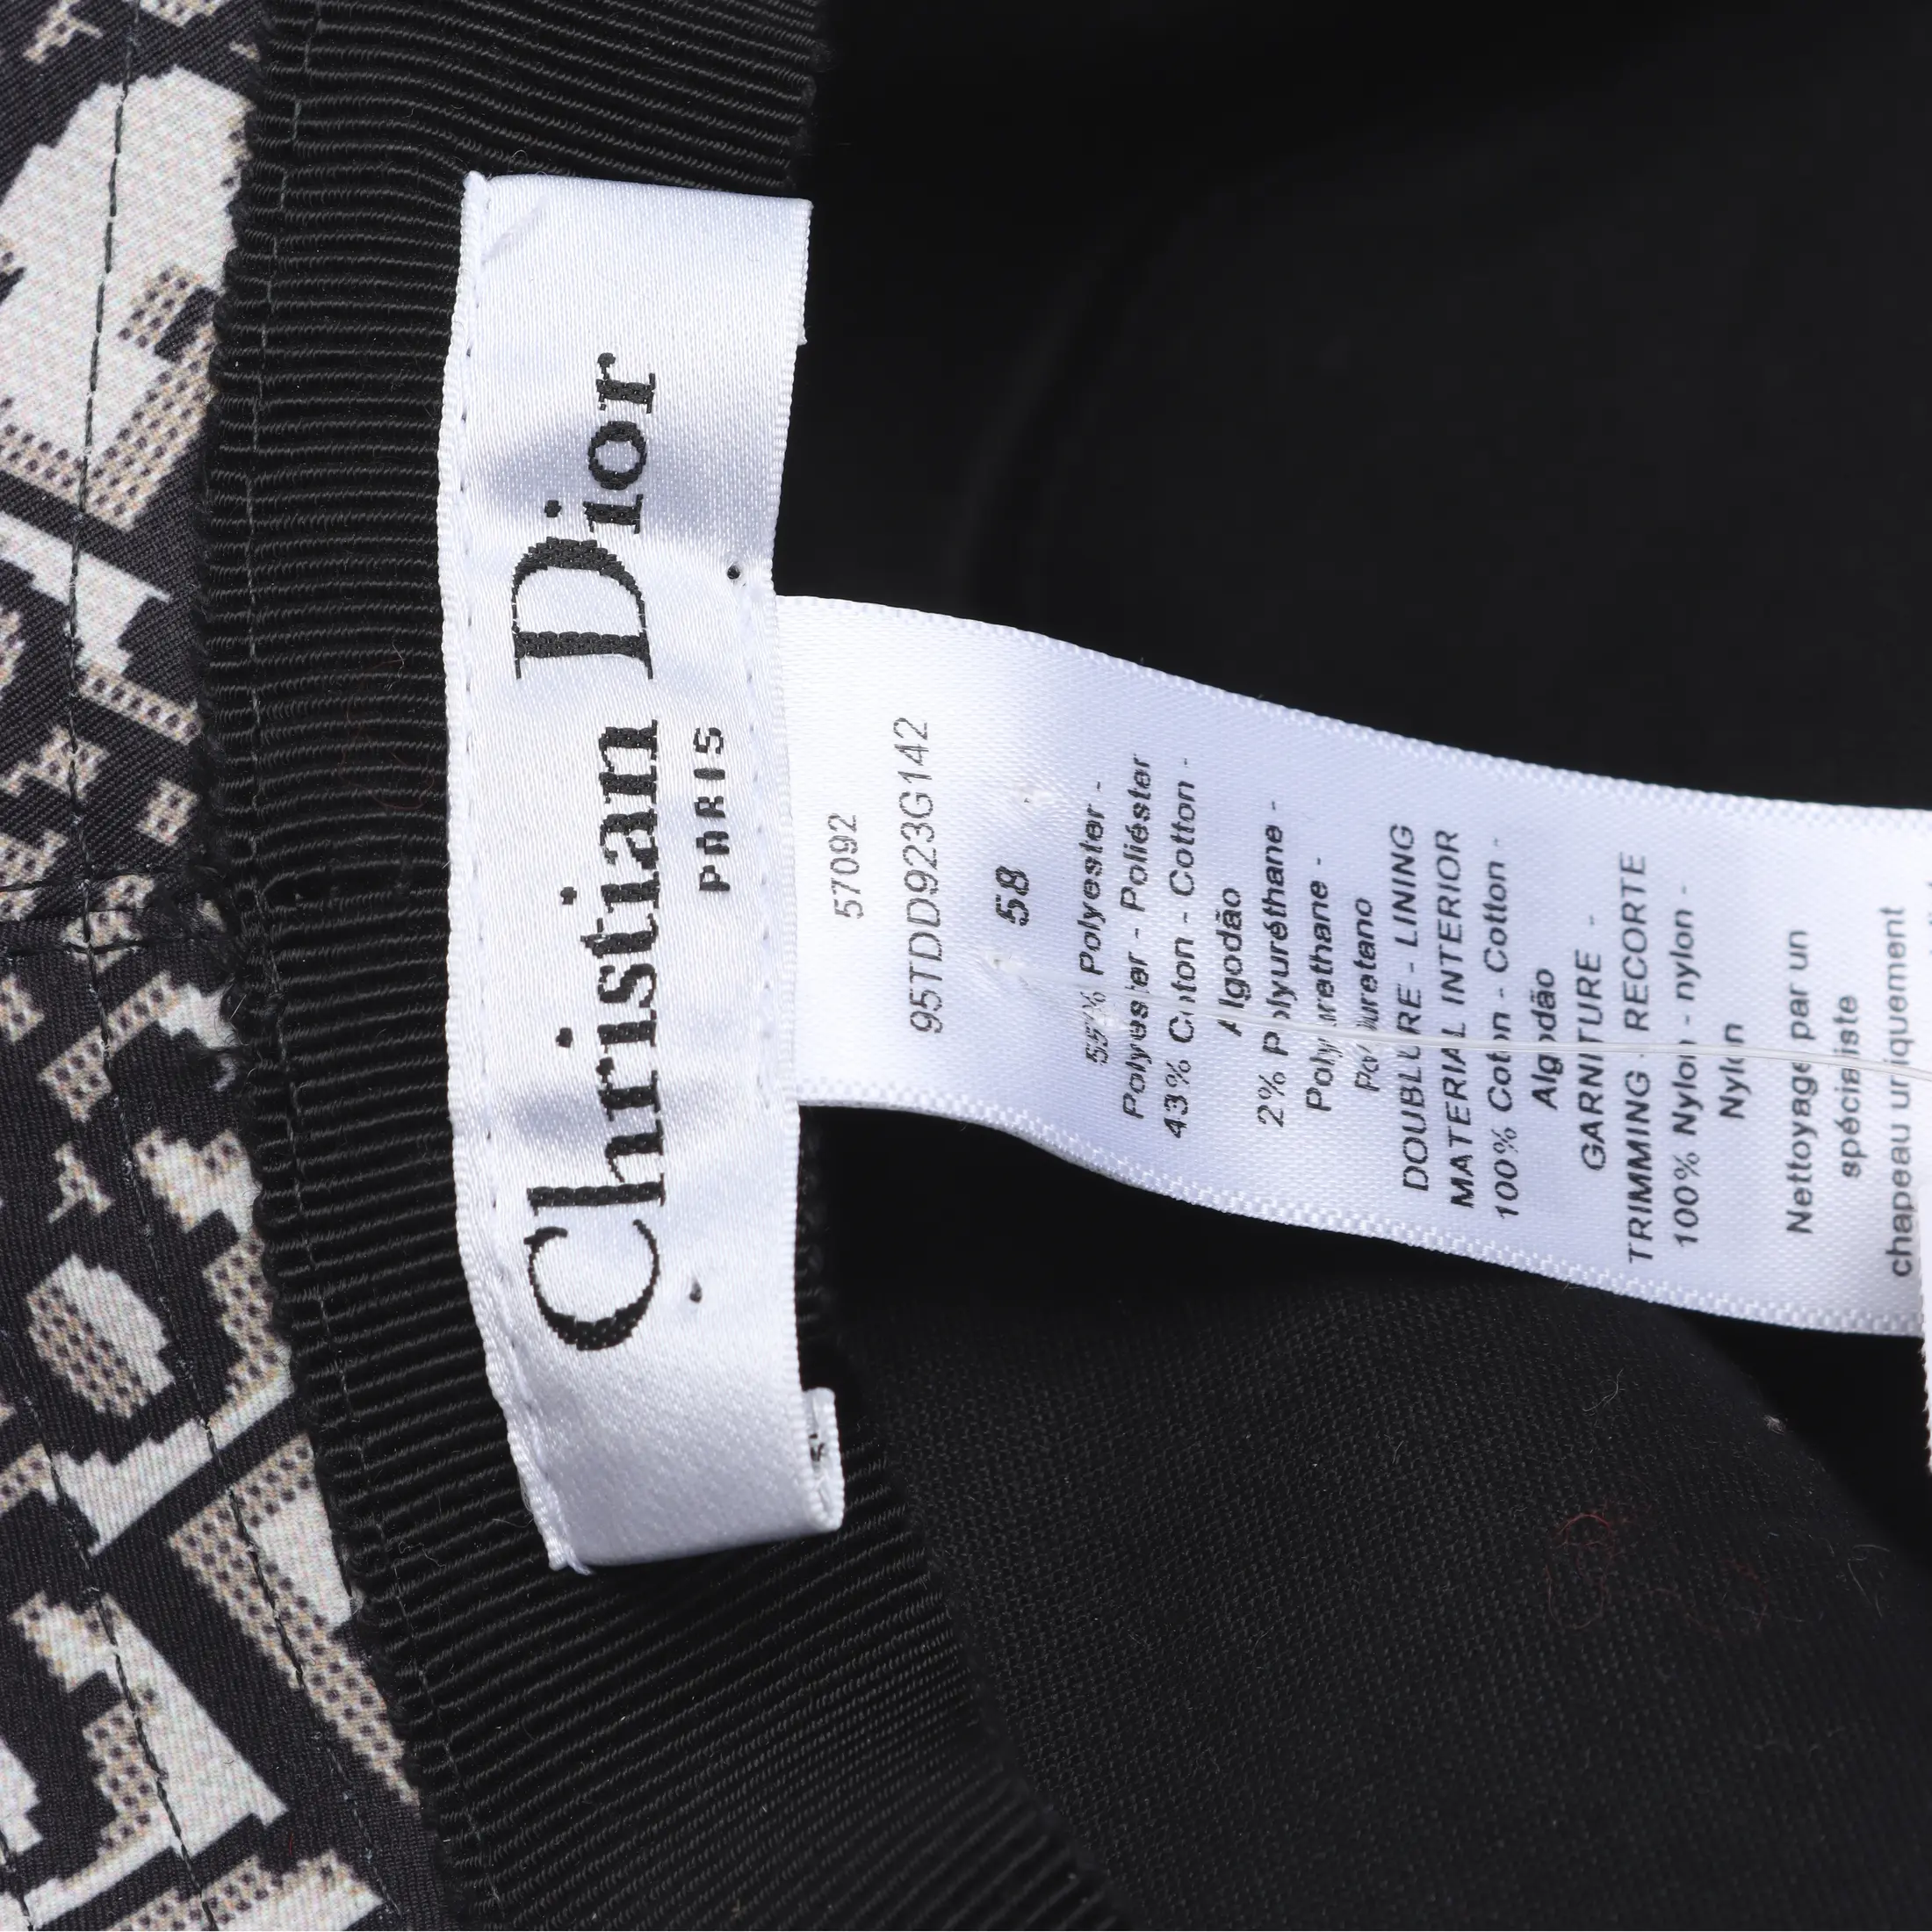 Christian Dior
PARIS
57092
95TDD923G142
58
55% Polyester -
Polyester - Poliéster
43% Coton - Cotton -
Algodão
2% Polyuréthane -
Polyurethane -
Poliuretano
DOUBLURE - LINING
MATERIAL INTERIOR
100% Coton - Cotton -
Algodão
GARNITURE -
TRIMMING - RECORTE
100% Nylon - nylon -
Nylon
Nettoyage par un
spécialiste
chapeau uniquement